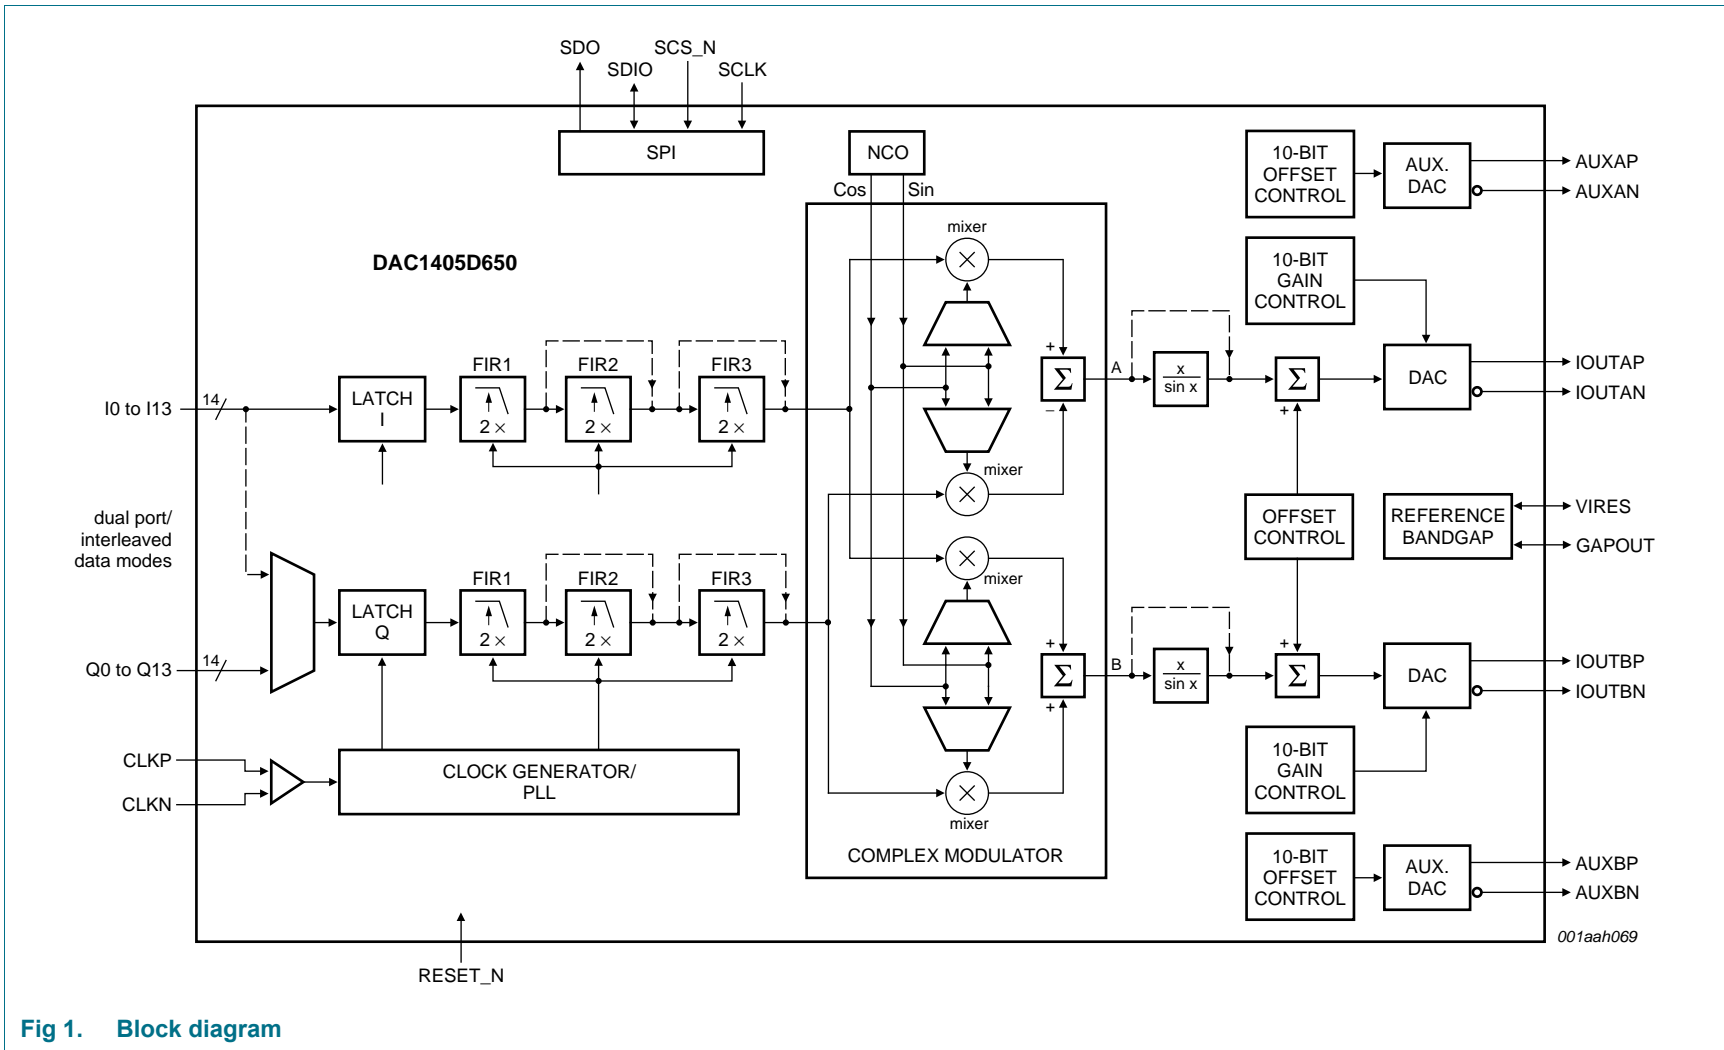 SDO
SDIO
SCS_N
SCLK
SPI
NCO
Cos
Sin
DAC1405D650
I0 to I13
14
LATCH
I
FIR1
2 ×
FIR2
2 ×
FIR3
2 ×
dual port/
interleaved
data modes
Q0 to Q13
14
LATCH
Q
FIR1
2 ×
FIR2
2 ×
FIR3
2 ×
CLKP
CLKN
CLOCK GENERATOR/
PLL
RESET_N
mixer
×
mixer
×
×
mixer
×
mixer
COMPLEX MODULATOR
+
Σ
−
A
+
Σ
+
B
x
sin x
x
sin x
Σ
+
+
Σ
10-BIT
OFFSET
CONTROL
AUX.
DAC
AUXAP
AUXAN
10-BIT
GAIN
CONTROL
DAC
IOUTAP
IOUTAN
OFFSET
CONTROL
REFERENCE
BANDGAP
VIRES
GAPOUT
DAC
IOUTBP
IOUTBN
10-BIT
GAIN
CONTROL
10-BIT
OFFSET
CONTROL
AUX.
DAC
AUXBP
AUXBN
001aah069
Fig 1. Block diagram